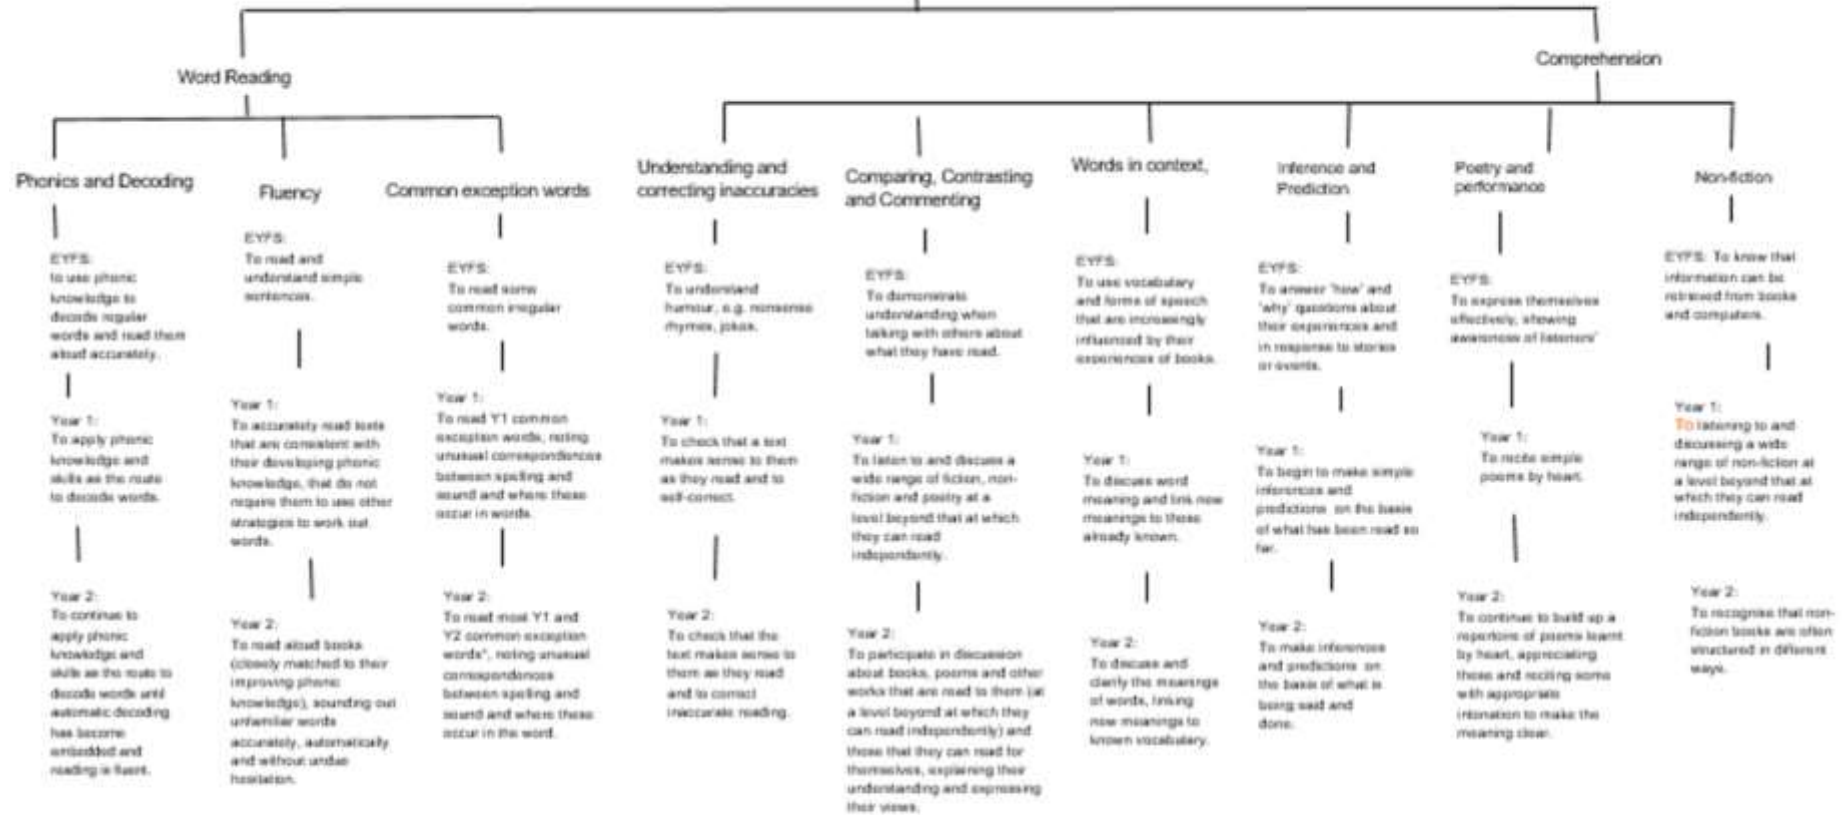 Word Reading
Comprehension
Phonics and Decoding
EYFS:
to use phonic
knowledge to
decode regular
words and read them
aloud accurately.
Year 1:
To apply phonic
knowledge and
skills as the route
to decode words.
Year 2:
To continue to
apply phonic
knowledge and
skills as the route to
decode words until
automatic decoding
has become
embedded and
reading is fluent.
Fluency
EYFS:
To read and
understand simple
sentences.
Year 1:
To accurately read texts
that are consistent with
their developing phonic
knowledge, that do not
require them to use other
strategies to work out
words.
Year 2:
To read aloud books
(closely matched to their
improving phonic
knowledge), sounding out
unfamiliar words
accurately, automatically
and without undue
hesitation.
Common exception words
EYFS:
To read some
common irregular
words.
Year 1:
To read Y1 common
exception words, noting
unusual correspondences
between spelling and
sound and where these
occur in words.
Year 2:
To read most Y1 and
Y2 common exception
words*, noting unusual
correspondences
between spelling and
sound and where these
occur in the word.
Understanding and
correcting inaccuracies
EYFS:
To understand
humour, e.g. nonsense
rhymes, jokes.
Year 1:
To check that a text
makes sense to them
as they read and to
self-correct.
Year 2:
To check that the
text makes sense to
them as they read
and to correct
inaccurate reading.
Comparing, Contrasting
and Commenting
EYFS:
To demonstrate
understanding when
talking with others about
what they have read.
Year 1:
To listen to and discuss a
wide range of fiction, non-
fiction and poetry at a
level beyond that at which
they can read
independently.
Year 2:
To participate in discussion
about books, poems and other
works that are read to them (at
a level beyond at which they
can read independently) and
those that they can read for
themselves, explaining their
understanding and expressing
their views.
Words in context,
EYFS:
To use vocabulary
and forms of speech
that are increasingly
influenced by their
experiences of books.
Year 1:
To discuss word
meaning and link new
meanings to those
already known.
Year 2:
To discuss and
clarify the meanings
of words, linking
new meanings to
known vocabulary.
Inference and
Prediction
EYFS:
To answer 'how' and
'why' questions about
their experiences and
in response to stories
or events.
Year 1:
To begin to make simple
inferences and
predictions on the basis
of what has been read so
far.
Year 2:
To make inferences
and predictions on
the basis of what is
being said and
done.
Poetry and
performance
EYFS:
To express themselves
effectively, showing
awareness of listeners'
Year 1:
To recite simple
poems by heart.
Year 2:
To continue to build up a
repertoire of poems learnt
by heart, appreciating
these and reciting some
with appropriate
intonation to make the
meaning clear.
Non-fiction
EYFS: To know that
information can be
retrieved from books
and computers.
Year 1:
To listening to and
discussing a wide
range of non-fiction at
a level beyond that at
which they can read
independently.
Year 2:
To recognise that non-
fiction books are often
structured in different
ways.